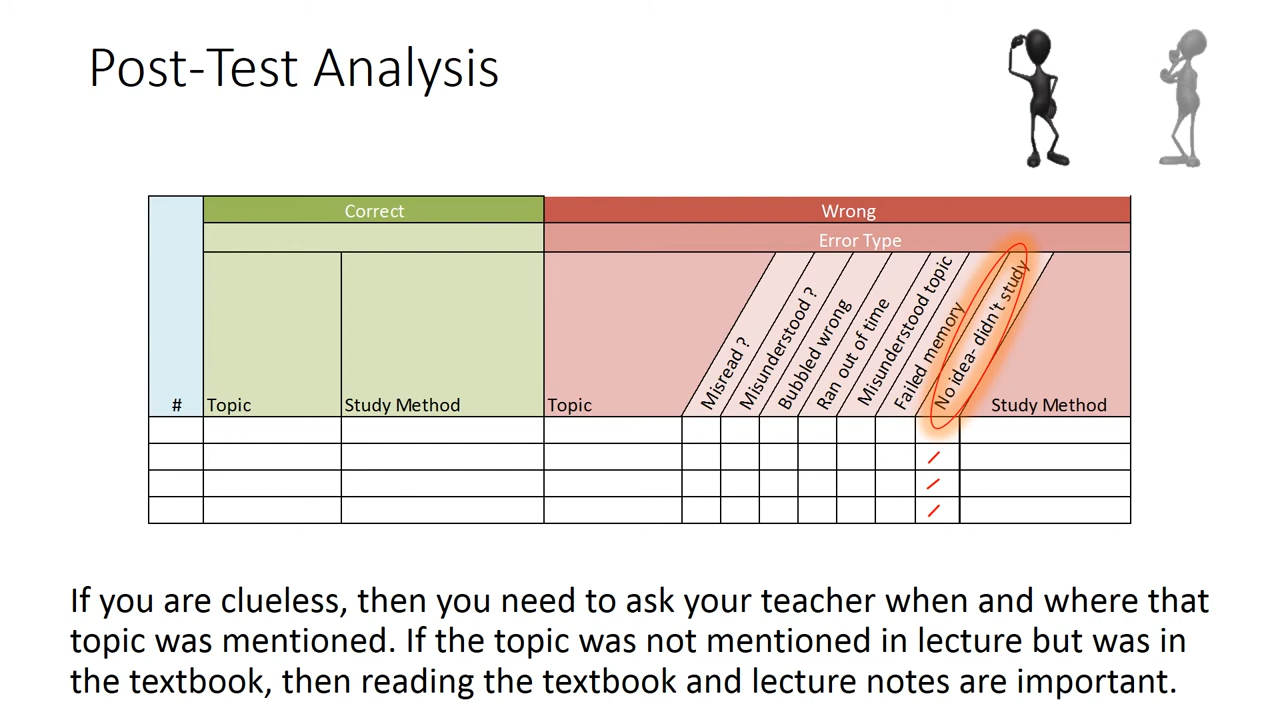 Post-Test Analysis
Correct
Wrong
Error Type
#
Topic
Study Method
Topic
Misread ?
Misunderstood ?
Bubbled wrong
Ran out of time
Misunderstood topic
Failed memory
No idea- didn't study
Study Method
If you are clueless, then you need to ask your teacher when and where that
topic was mentioned. If the topic was not mentioned in lecture but was in
the textbook, then reading the textbook and lecture notes are important.